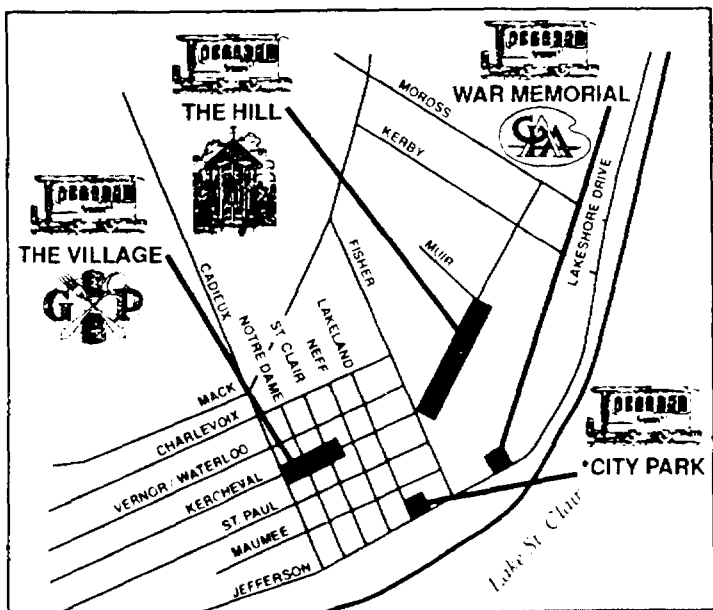 THE HILL
WAR MEMORIAL
THE VILLAGE
G P
MOROSS
KERBY
LAKESHORE DRIVE
MUIR
FISHER
CADIEUX
NOTRE DAME
ST CLAIR
NEFF
LAKELAND
MACK
CHARLEVOIX
VERNOR / WATERLOO
KERCHEVAL
ST. PAUL
MAUMEE
JEFFERSON
*CITY PARK
Lake St. Clair